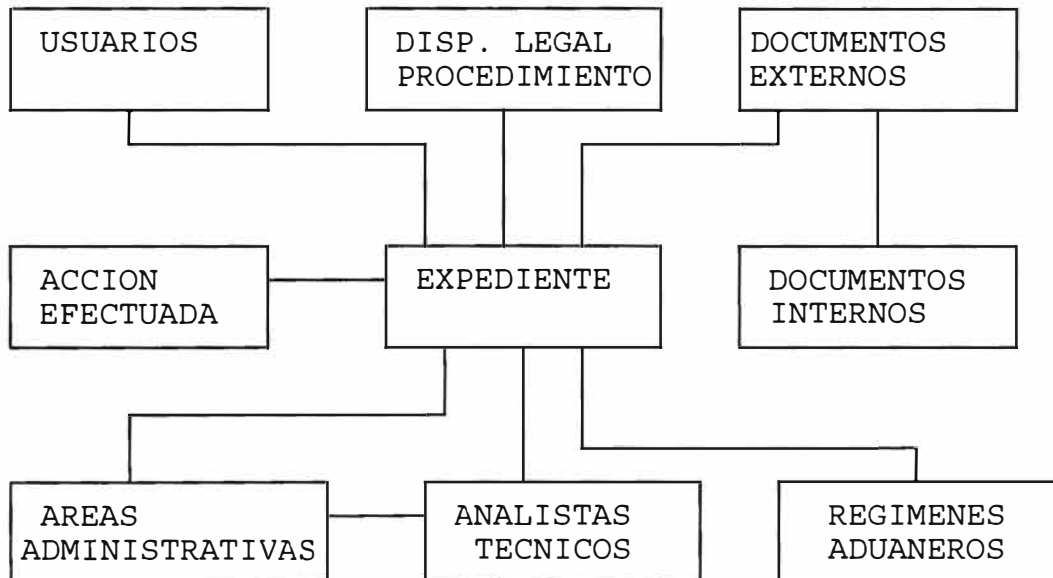 USUARIOS
DISP. LEGAL
PROCEDIMIENTO
DOCUMENTOS
EXTERNOS
ACCION
EFECTUADA
EXPEDIENTE
DOCUMENTOS
INTERNOS
AREAS
ADMINISTRATIVAS
ANALISTAS
TECNICOS
REGIMENES
ADUANEROS